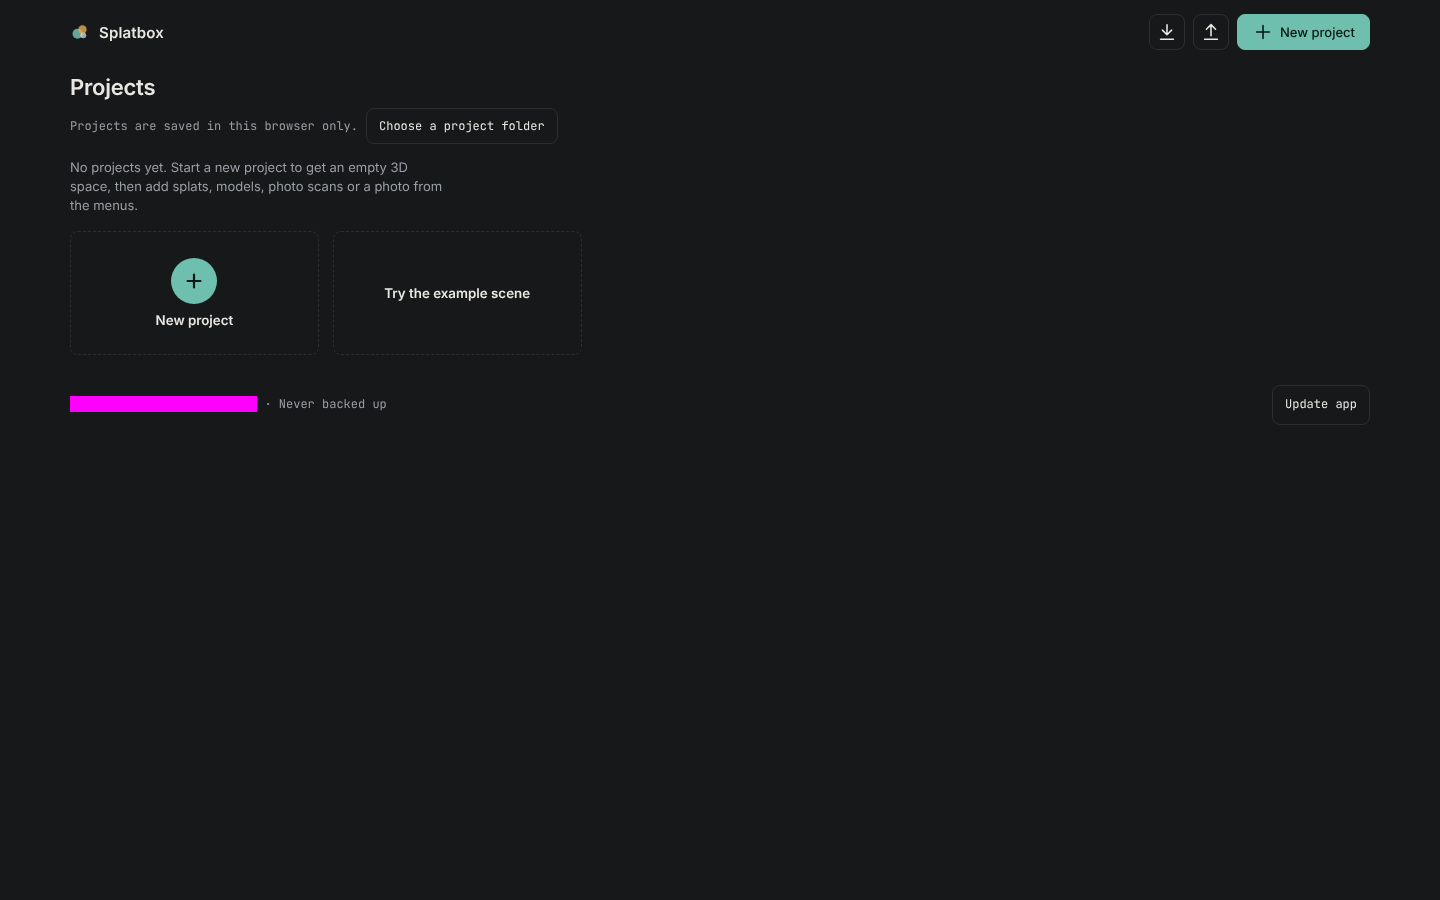 Splatbox
New project
Projects
Projects are saved in this browser only. Choose a project folder
No projects yet. Start a new project to get an empty 3D
space, then add splats, models, photo scans or a photo from
the menus.
New project
Try the example scene
· Never backed up
Update app